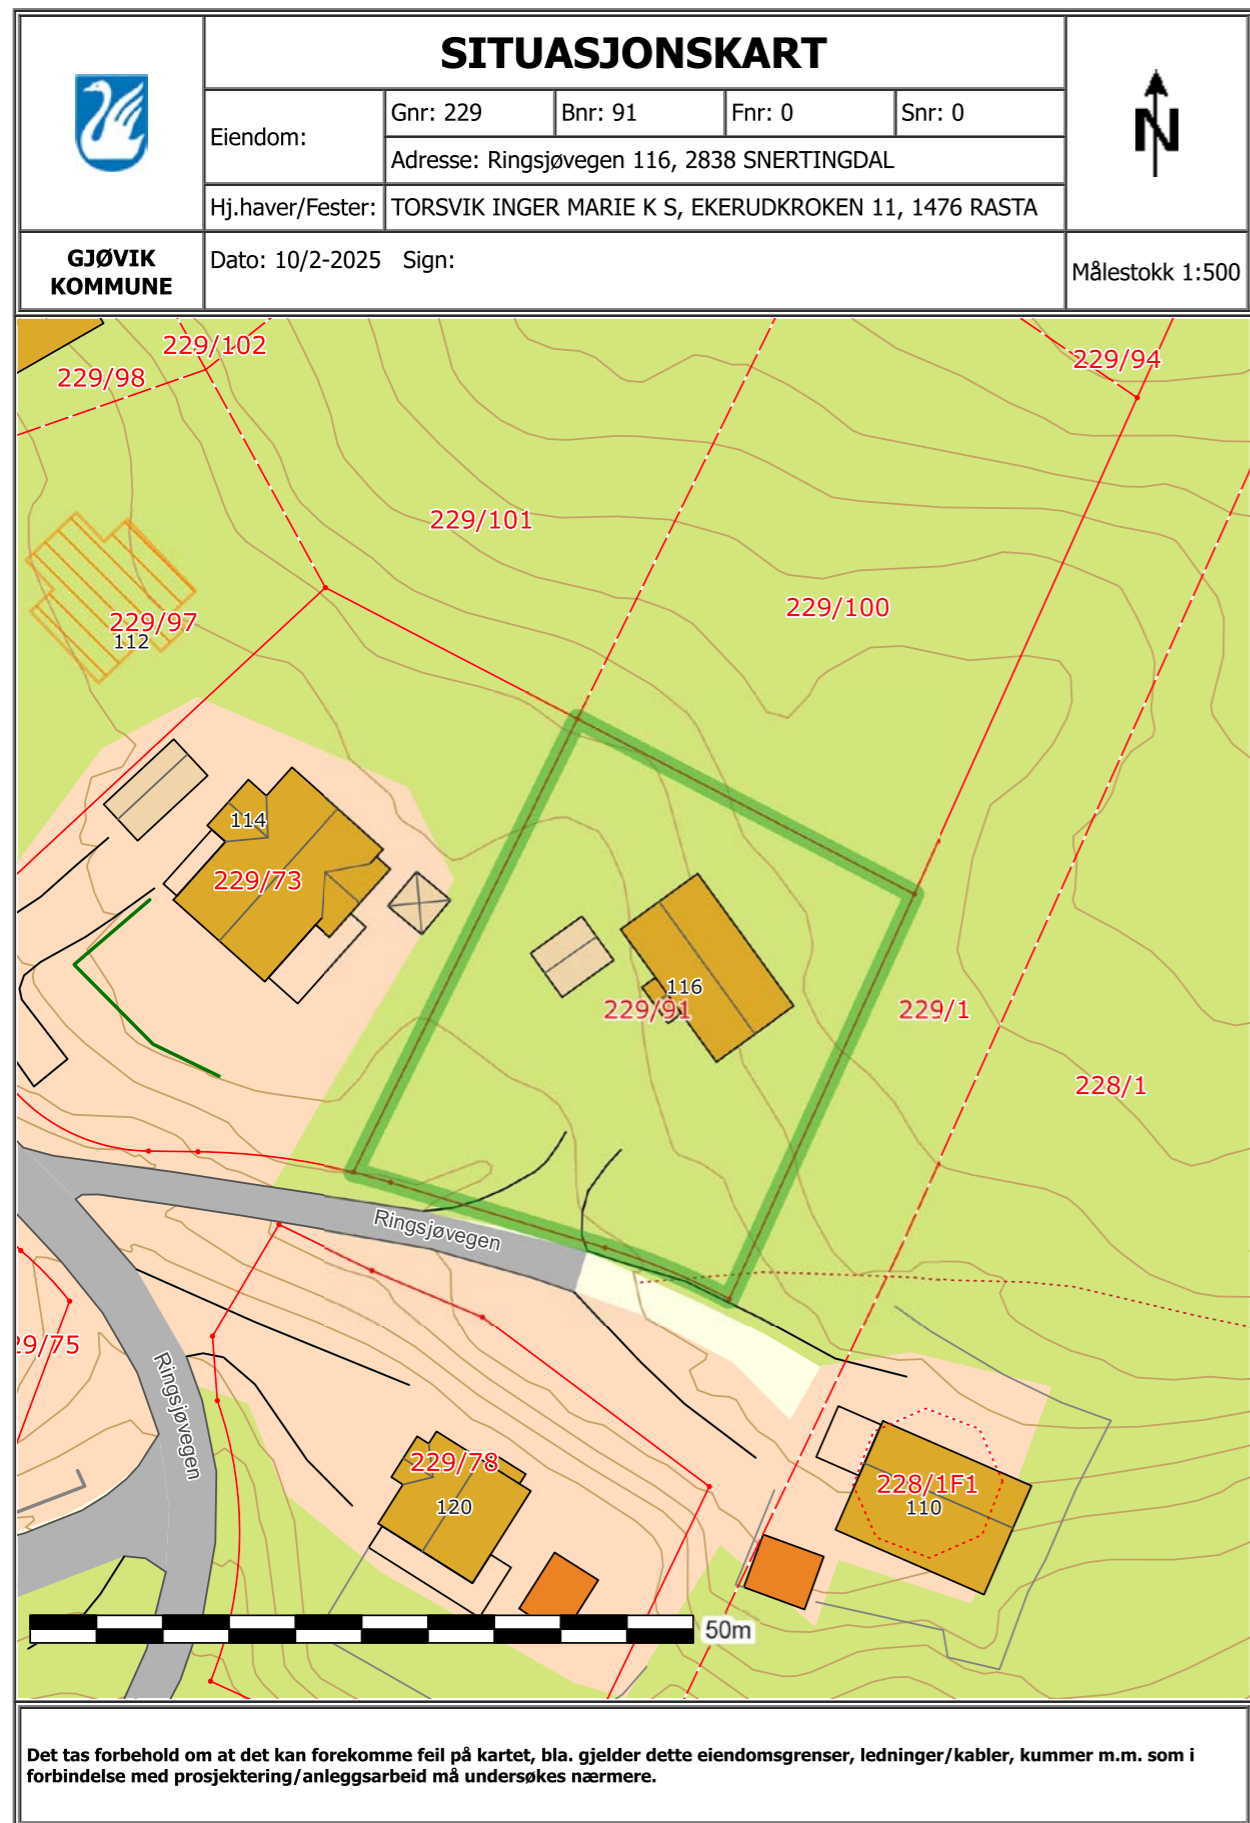 SITUASJONSKART
Eiendom:
Gnr: 229
Bnr: 91
Fnr: 0
Snr: 0
Adresse: Ringsjøvegen 116, 2838 SNERTINGDAL
Hj.haver/Fester:
TORSVIK INGER MARIE K S, EKERUDKROKEN 11, 1476 RASTA
N
GJØVIK
KOMMUNE
Dato: 10/2-2025 Sign:
Målestokk 1:500
229/102
229/98
229/94
229/101
229/100
229/97
112
114
229/73
116
229/91
229/1
228/1
Ringsjøvegen
29/75
Ringsjøvegen
229/78
120
228/1F1
110
50m
Det tas forbehold om at det kan forekomme feil på kartet, bla. gjelder dette eiendomsgrenser, ledninger/kabler, kummer m.m. som i
forbindelse med prosjektering/anleggsarbeid må undersøkes nærmere.